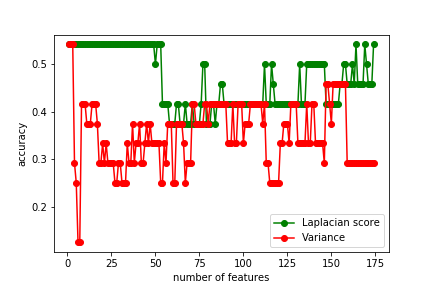 0.5
0.4
0.3
0.2
accuracy
0 25 50 75 100 125 150 175
number of features
Laplacian score
Variance